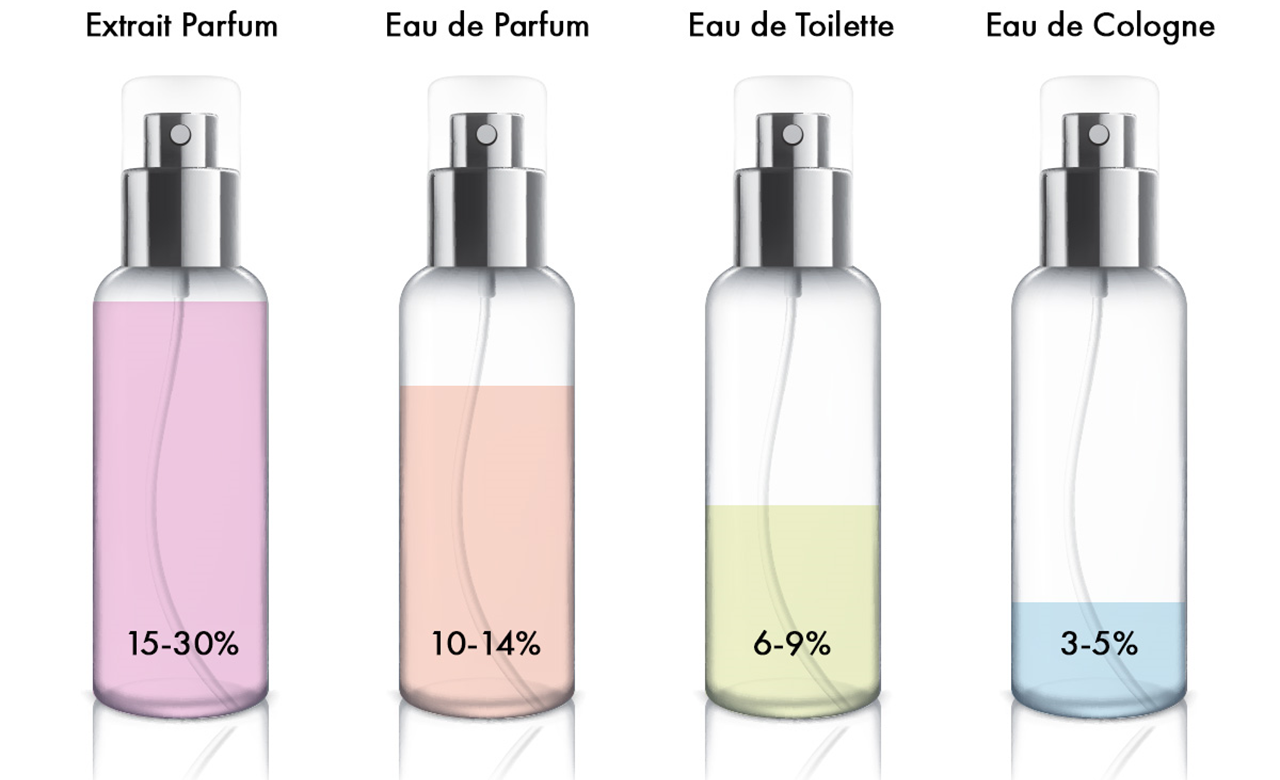 Extrait Parfum
Eau de Parfum
Eau de Toilette
Eau de Cologne
15-30%
10-14%
6-9%
3-5%